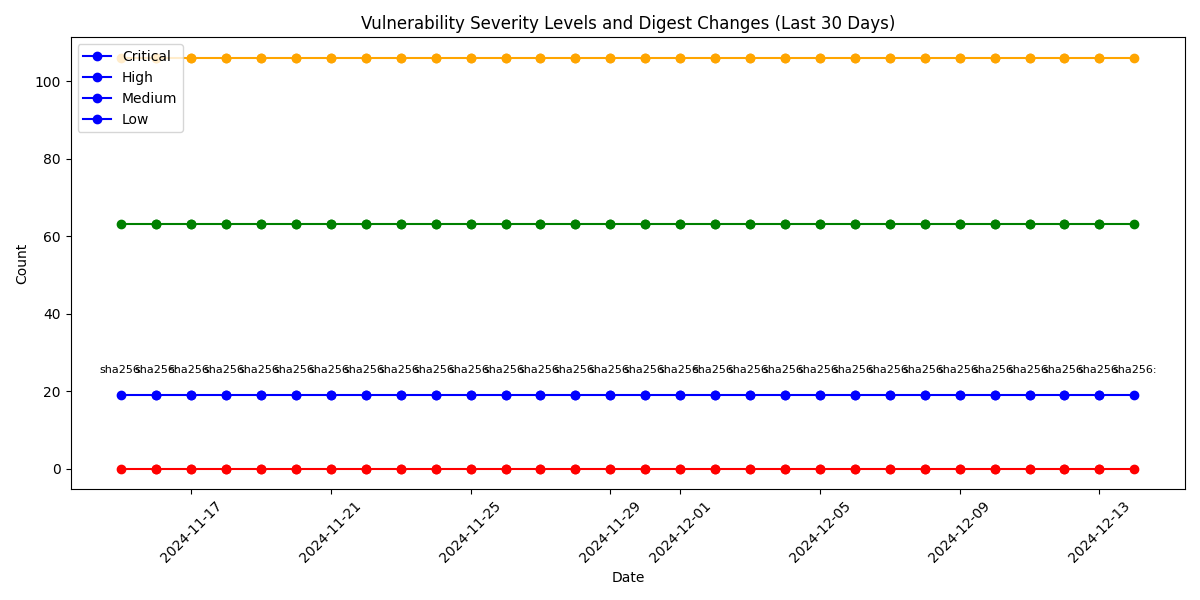 Vulnerability Severity Levels and Digest Changes (Last 30 Days)
Critical
High
Medium
Low
100
80
60
40
20
0
Count
sha256: sha256: sha256: sha256: sha256: sha256: sha256: sha256: sha256: sha256: sha256: sha256: sha256: sha256: sha256: sha256: sha256: sha256: sha256: sha256: sha256: sha256: sha256: sha256: sha256: sha256: sha256: sha256: sha256: sha256:
2024-11-17
2024-11-21
2024-11-25
2024-11-29
2024-12-01
2024-12-05
2024-12-09
2024-12-13
Date